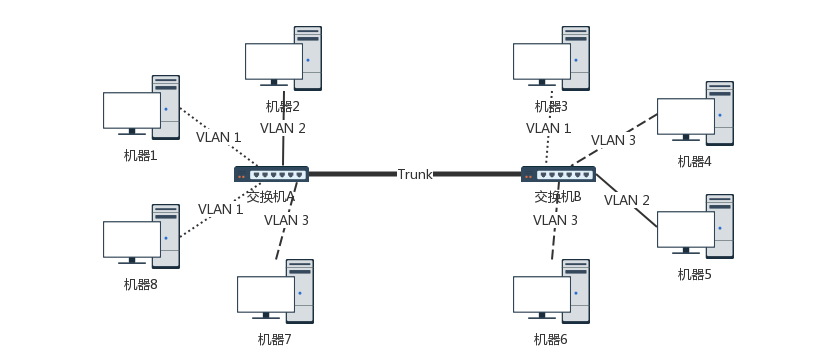 机器2
机器3
VLAN 1
VLAN 2
VLAN 1
VLAN 3
机器1
机器4
Trunk
交换机A
交换机B
VLAN 1
VLAN 3
VLAN 3
VLAN 2
机器8
机器5
机器7
机器6